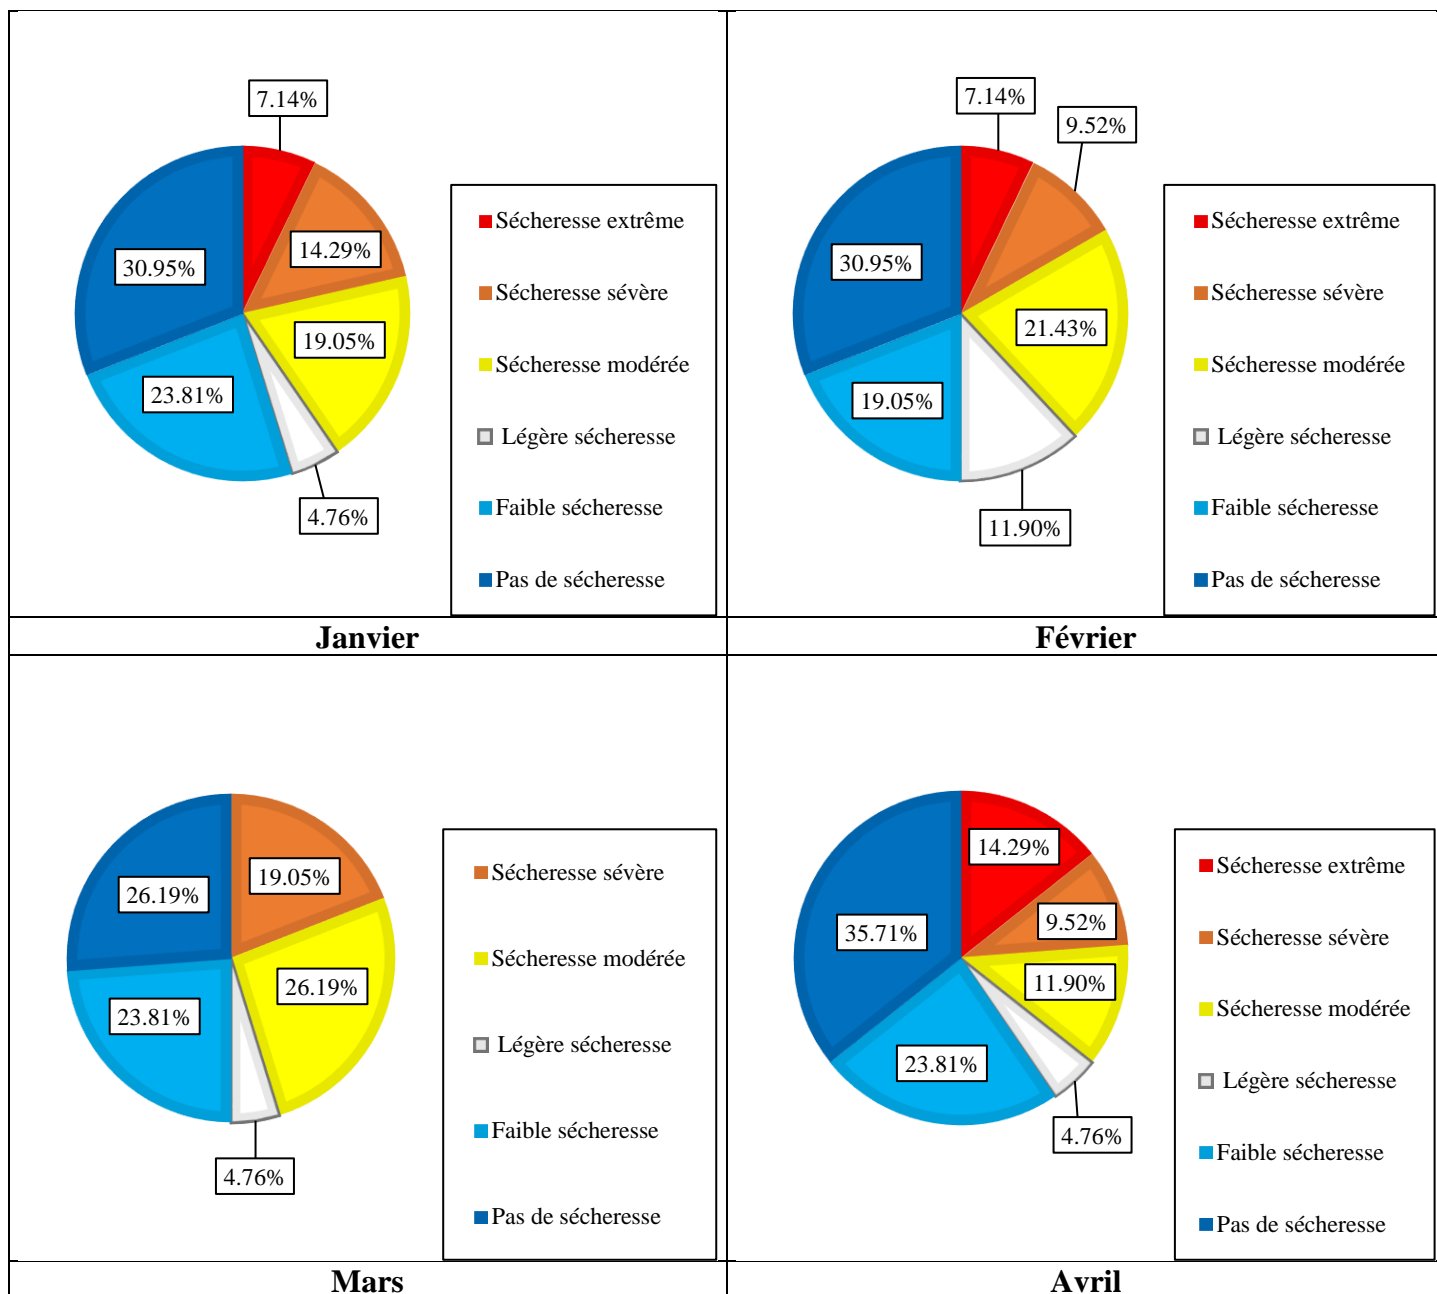 7.14%
14.29%
19.05%
4.76%
23.81%
30.95%
Sécheresse extrême
Sécheresse sévère
Sécheresse modérée
Légère sécheresse
Faible sécheresse
Pas de sécheresse
Janvier
7.14%
9.52%
21.43%
11.90%
19.05%
30.95%
Sécheresse extrême
Sécheresse sévère
Sécheresse modérée
Légère sécheresse
Faible sécheresse
Pas de sécheresse
Février
19.05%
26.19%
4.76%
23.81%
26.19%
Sécheresse sévère
Sécheresse modérée
Légère sécheresse
Faible sécheresse
Pas de sécheresse
Mars
14.29%
9.52%
11.90%
4.76%
23.81%
35.71%
Sécheresse extrême
Sécheresse sévère
Sécheresse modérée
Légère sécheresse
Faible sécheresse
Pas de sécheresse
Avril